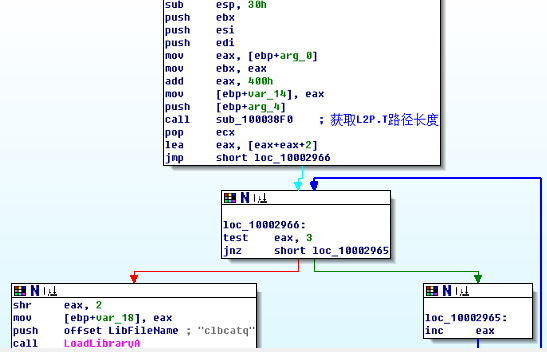 sub     esp, 30h
push    ebx
push    esi
push    edi
mov     eax, [ebp+arg_0]
mov     ebx, eax
add     eax, 400h
mov     [ebp+var_14], eax
push    [ebp+arg_4]
call    sub_100038F0    ; 获取L2P.T路径长度
pop     ecx
lea     eax, [eax+eax+2]
jmp     short loc_10002966
loc_10002966:
test    eax, 3
jnz     short loc_10002965
shr     eax, 2
mov     [ebp+var_18], eax
push    offset LibFileName ; "clbcatq"
call    LoadLibraryA
loc_10002965:
inc     eax